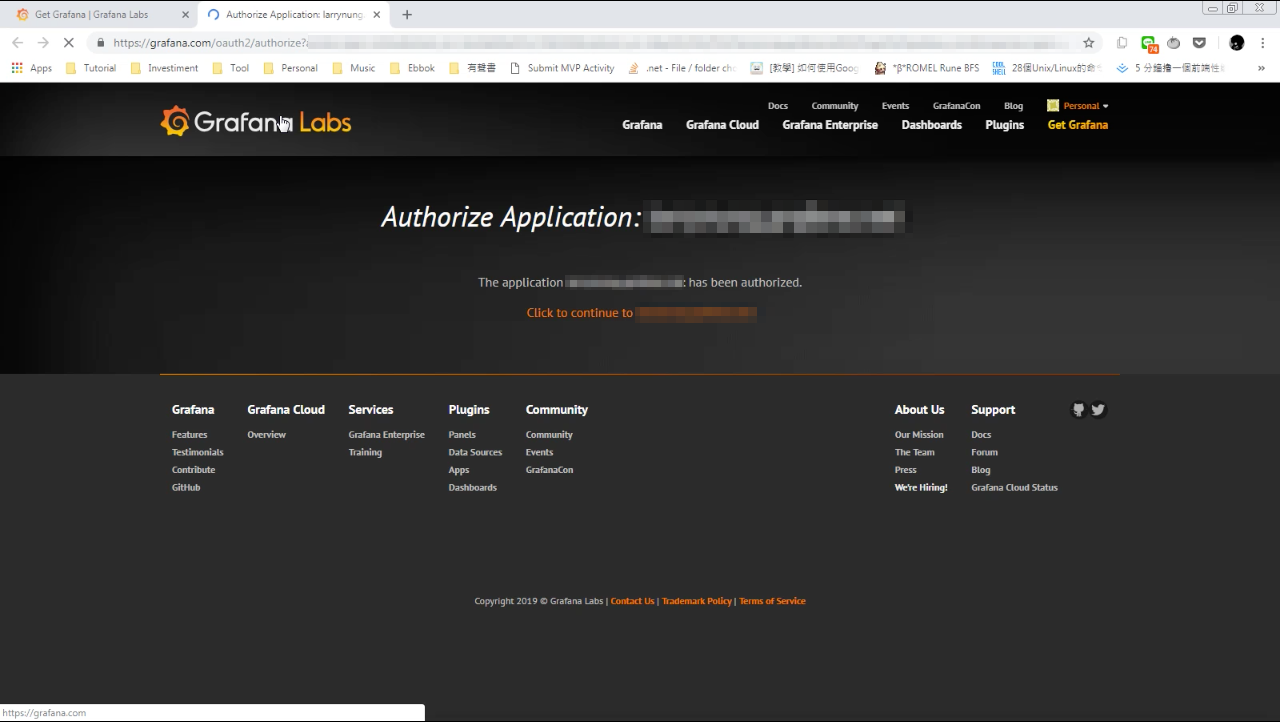 Get Grafana | Grafana Labs
Authorize Application: larrynung
https://grafana.com/oauth2/authorize?
74
Apps
Tutorial
Investiment
Tool
Personal
Music
Ebbok
有聲書
Submit MVP Activity
.net - File / folder cho
[教學] 如何使用Goog
*β*ROMEL Rune BFS
COOL SHELL
28個Unix/Linux的命令
5 分鐘擼一個前端性能
»
Grafana Labs
Docs
Community
Events
GrafanaCon
Blog
Personal
Grafana
Grafana Cloud
Grafana Enterprise
Dashboards
Plugins
Get Grafana
Authorize Application:
The application : has been authorized.
Click to continue to
Grafana
Features
Testimonials
Contribute
GitHub
Grafana Cloud
Overview
Services
Grafana Enterprise
Training
Plugins
Panels
Data Sources
Apps
Dashboards
Community
Community
Events
GrafanaCon
About Us
Our Mission
The Team
Press
We're Hiring!
Support
Docs
Forum
Blog
Grafana Cloud Status
Copyright 2019 © Grafana Labs | Contact Us | Trademark Policy | Terms of Service
https://grafana.com